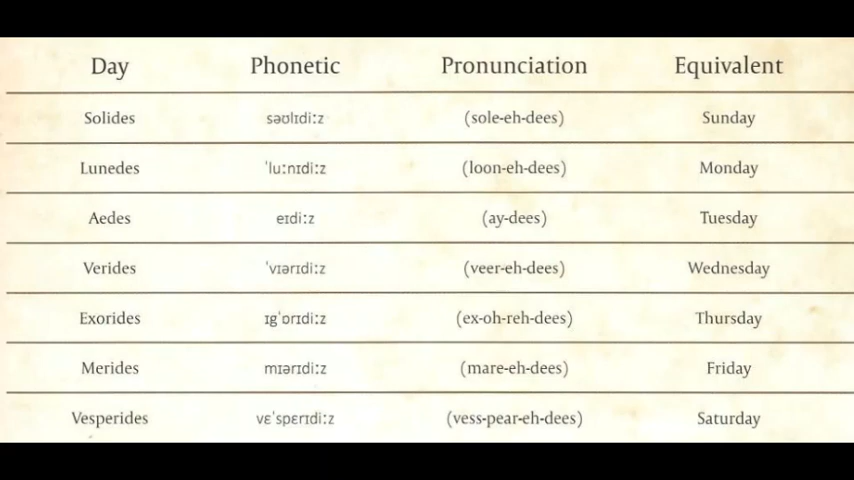 Day Phonetic Pronunciation Equivalent
Solides səʊlɪdiːz (sole-eh-dees) Sunday
Lunedes ˈluːnɪdiːz (loon-eh-dees) Monday
Aedes eɪdiːz (ay-dees) Tuesday
Verides ˈvɪərɪdiːz (veer-eh-dees) Wednesday
Exorides ɪɡˈorɪdiːz (ex-oh-reh-dees) Thursday
Merides mɪərɪdiːz (mare-eh-dees) Friday
Vesperides vɛˈspɛrɪdiːz (vess-pear-eh-dees) Saturday